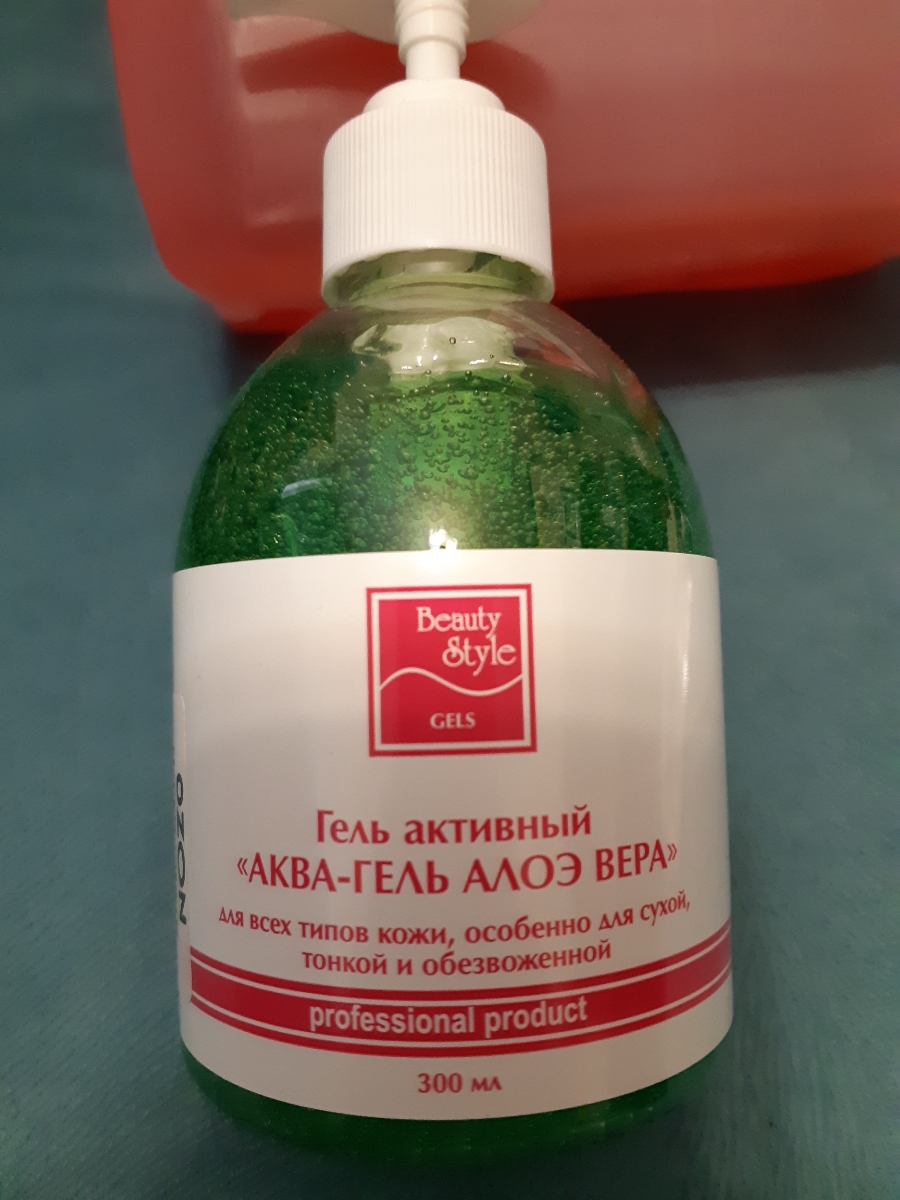 Beauty
Style
GELS
Гель активный
«АКВА-ГЕЛЬ АЛОЭ ВЕРА»
для всех типов кожи, особенно для сухой,
тонкой и обезвоженной
professional product
300 мл
OZON